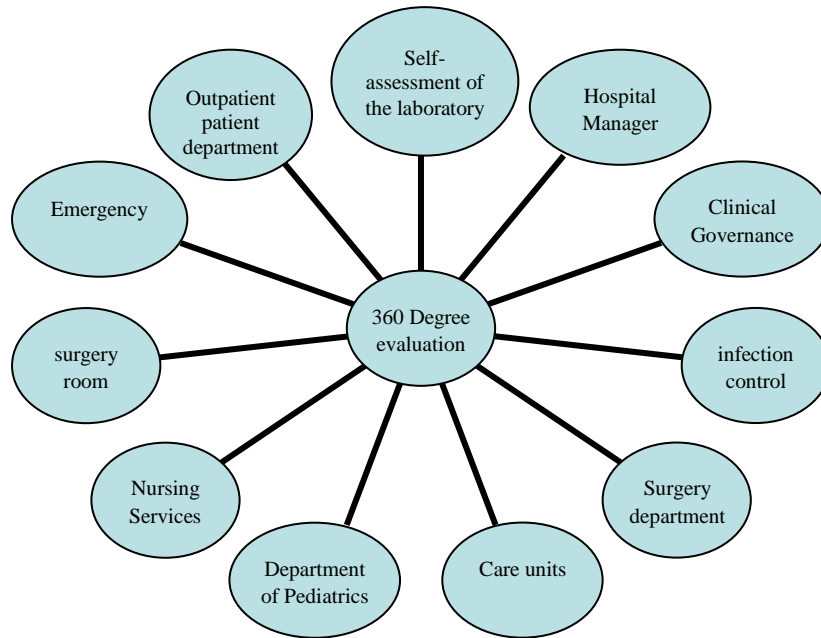 Self-
assessment of
the laboratory
Hospital
Manager
Clinical
Governance
infection
control
Surgery
department
Care units
Department
of Pediatrics
Nursing
Services
surgery
room
Emergency
Outpatient
patient
department
360 Degree
evaluation